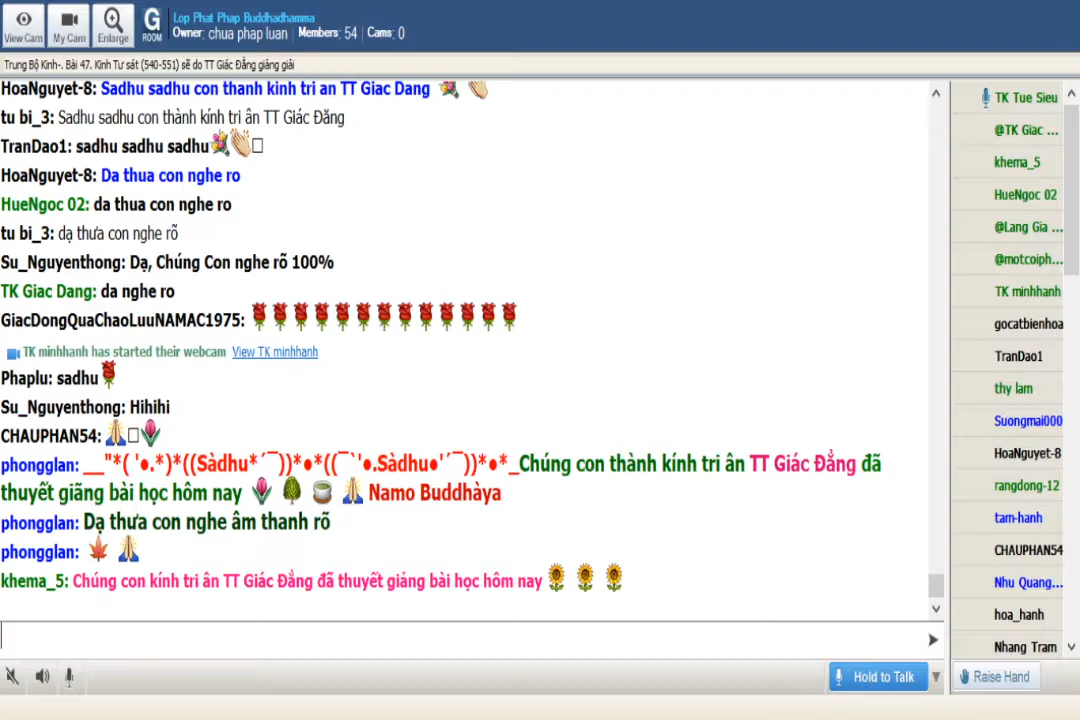 View Cam
My Cam
Enlarge
G
ROOM
Lop Phat Phap Buddhadhamma
Owner: chua phap luan | Members: 54 | Cams: 0
Trung Bộ Kinh-. Bài 47. Kinh Tư sát (540-551) sẽ do TT Giác Đẳng giảng giải
HoaNguyet-8: Sadhu sadhu con thanh kinh tri an TT Giac Dang
tu bi_3: Sadhu sadhu con thành kính tri ân TT Giác Đăng
TranDao1: sadhu sadhu sadhu
HoaNguyet-8: Da thua con nghe ro
HueNgoc 02: da thua con nghe ro
tu bi_3: dạ thưa con nghe rõ
Su_Nguyenthong: Dạ, Chúng Con nghe rõ 100%
TK Giac Dang: da nghe ro
GiacDongQuaChaoLuuNAMAC1975:
TK minhhanh has started their webcam View TK minhhanh
Phaplu: sadhu
Su_Nguyenthong: Hihihi
CHAUPHAN54:
phongglan: __"*( '●.*)*((Sàdhu*´¯))*●*((¯`'●.Sàdhu●'´¯))*●*_Chúng con thành kính tri ân TT Giác Đẳng đã
thuyết giãng bài học hôm nay Namo Buddhàya
phongglan: Dạ thưa con nghe âm thanh rõ
phongglan:
khema_5: Chúng con kính tri ân TT Giác Đẳng đã thuyết giảng bài học hôm nay
TK Tue Sieu
@TK Giac ...
khema_5
HueNgoc 02
@Lang Gia ...
@motcoiph...
TK minhhanh
gocatbienhoa
TranDao1
thy lam
Suongmai000
HoaNguyet-8
rangdong-12
tam-hanh
CHAUPHAN54
Nhu Quang...
hoa_hanh
Nhang Tram
Hold to Talk
Raise Hand